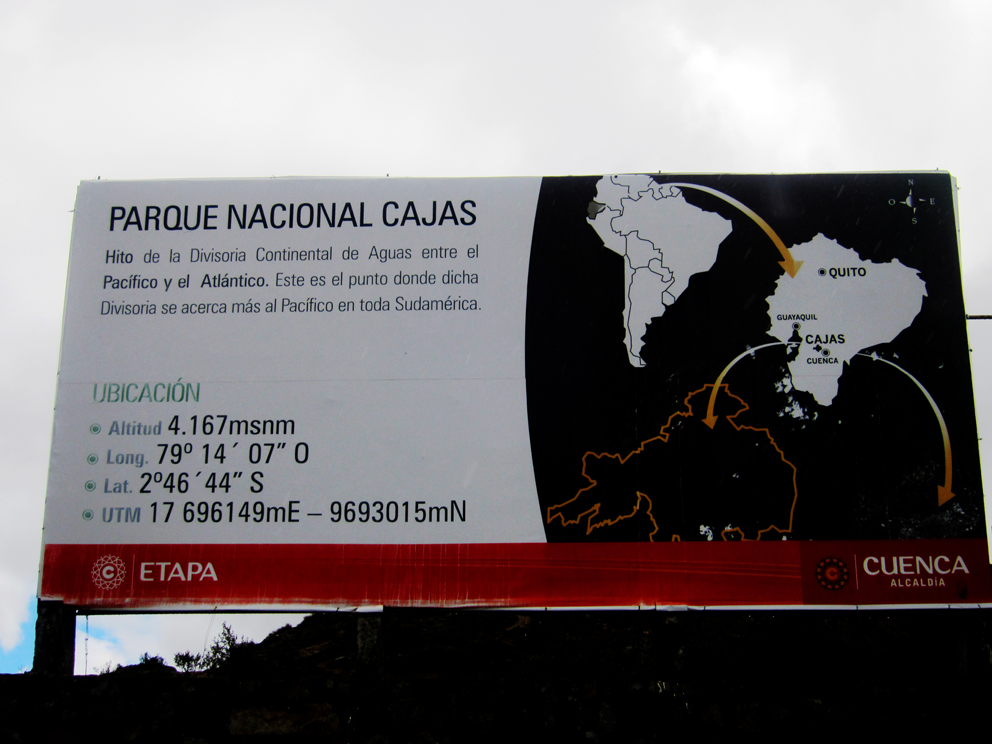 PARQUE NACIONAL CAJAS
Hito de la Divisoria Continental de Aguas entre el
Pacífico y el Atlántico. Este es el punto donde dicha
Divisoria se acerca más al Pacífico en toda Sudamérica.
UBICACIÓN
Altitud 4.167msnm
Long. 79º 14´ 07” O
Lat. 2º46´44” S
UTM 17 696149mE – 9693015mN
N
O E
S
QUITO
GUAYAQUIL
CAJAS
CUENCA
C ETAPA
C CUENCA
ALCALDÍA